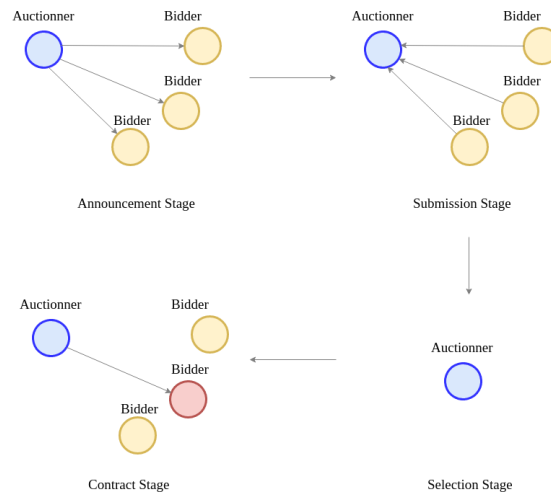 Auctionner
Bidder
Bidder
Bidder
Announcement Stage
Auctionner
Bidder
Bidder
Bidder
Submission Stage
Auctionner
Bidder
Bidder
Bidder
Contract Stage
Auctionner
Selection Stage